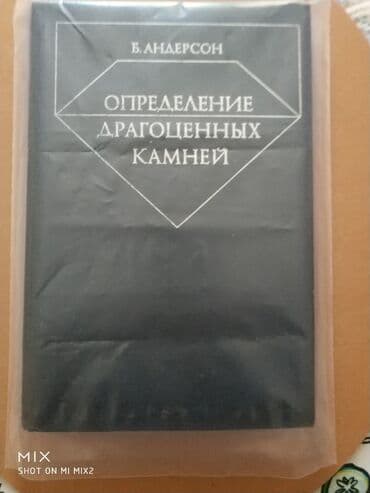 Б. АНДЕРСОН
ОПРЕДЕЛЕНИЕ
ДРАГОЦЕННЫХ
КАМНЕЙ
MIX
SHOT ON MI MIX2